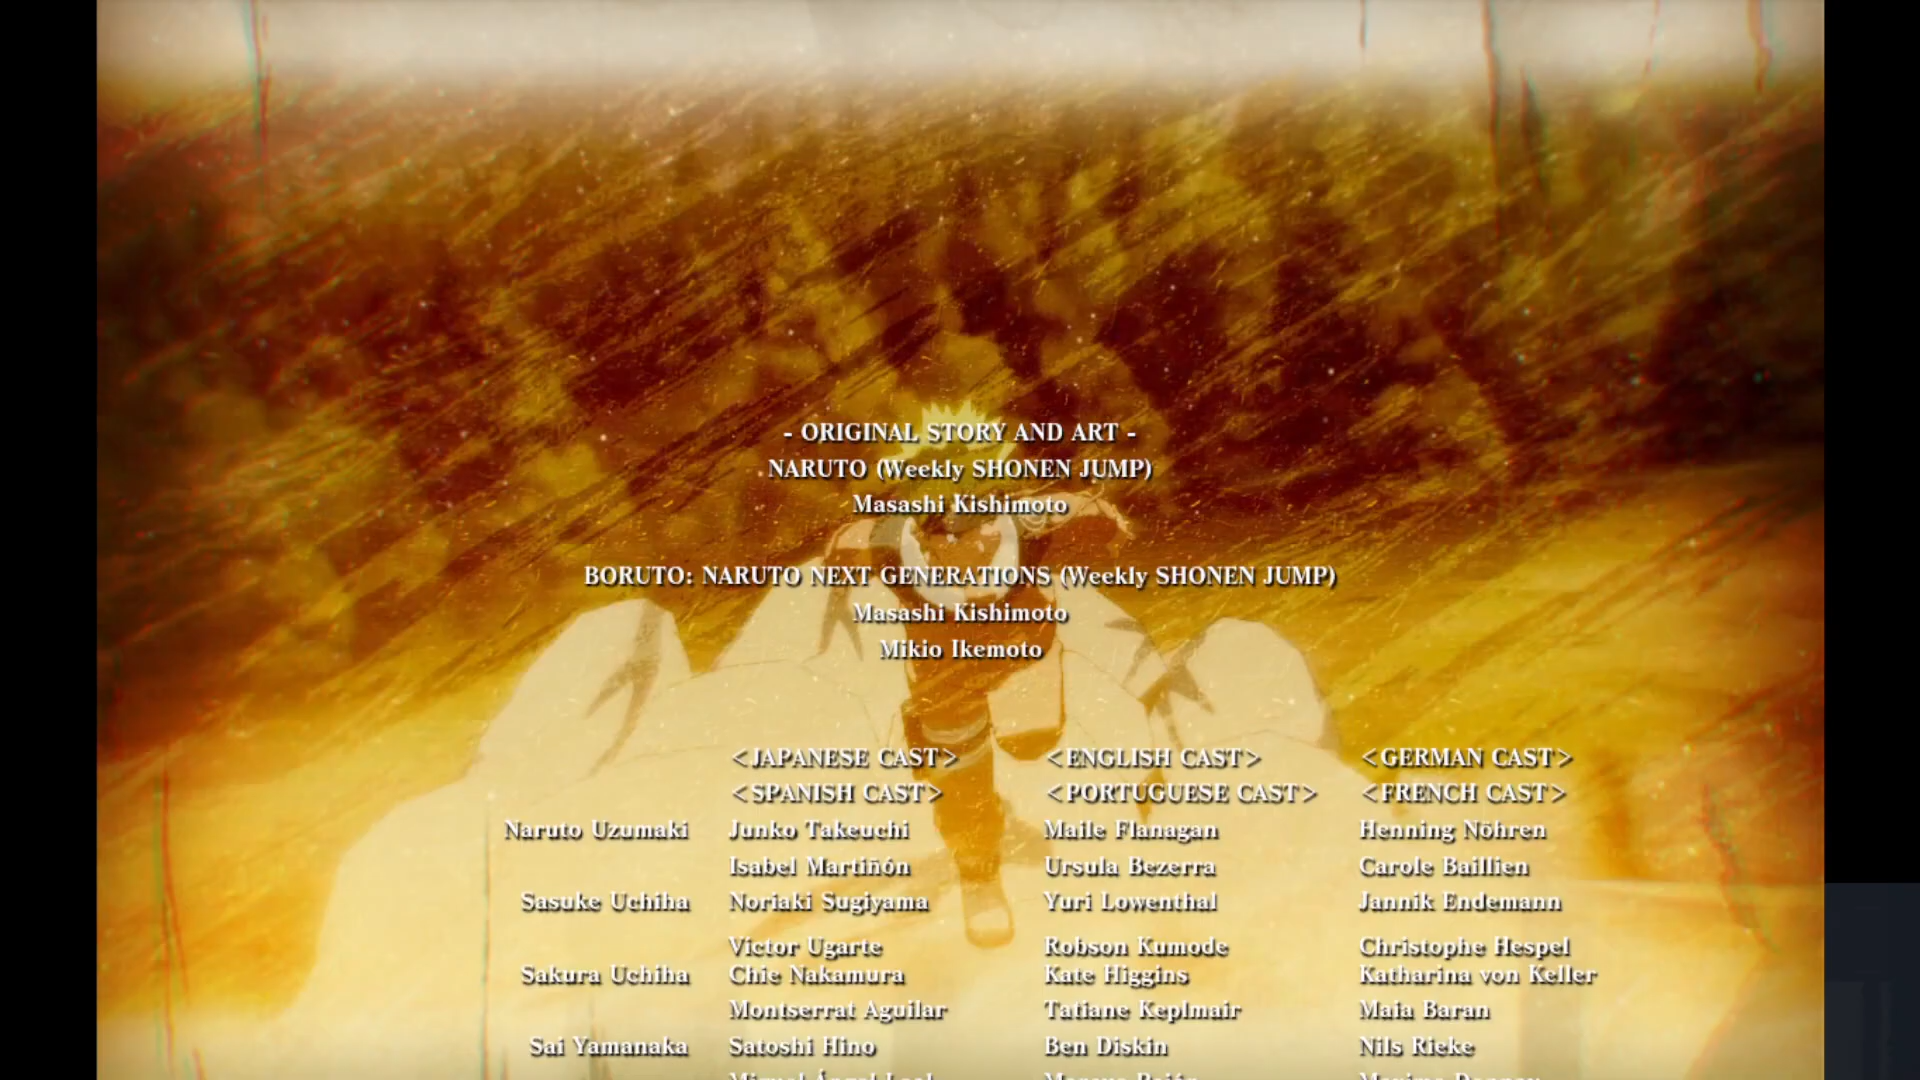 - ORIGINAL STORY AND ART -
NARUTO (Weekly SHONEN JUMP)
Masashi Kishimoto
BORUTO: NARUTO NEXT GENERATIONS (Weekly SHONEN JUMP)
Masashi Kishimoto
Mikio Ikemoto
<JAPANESE CAST> <ENGLISH CAST> <GERMAN CAST>
<SPANISH CAST> <PORTUGUESE CAST> <FRENCH CAST>
Naruto Uzumaki Junko Takeuchi Maile Flanagan Henning Nöhren
Isabel Martiñón Ursula Bezerra Carole Baillien
Sasuke Uchiha Noriaki Sugiyama Yuri Lowenthal Jannik Endemann
Víctor Ugarte Robson Kumode Christophe Hespel
Sakura Uchiha Chie Nakamura Kate Higgins Katharina von Keller
Montserrat Aguilar Tatiane Keplmair Maia Baran
Sai Yamanaka Satoshi Hino Ben Diskin Nils Rieke